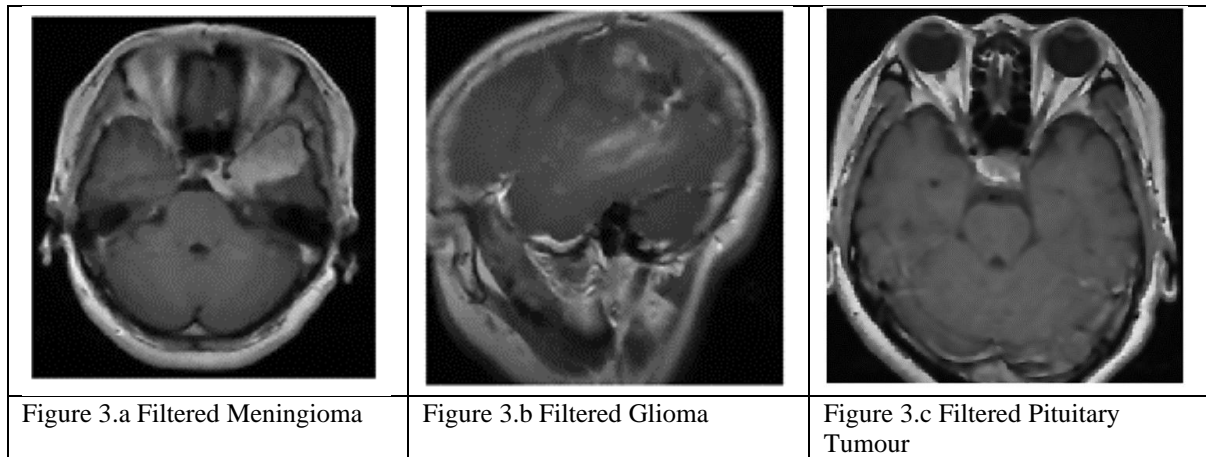 Figure 3.a Filtered Meningioma
Figure 3.b Filtered Glioma
Figure 3.c Filtered Pituitary
Tumour